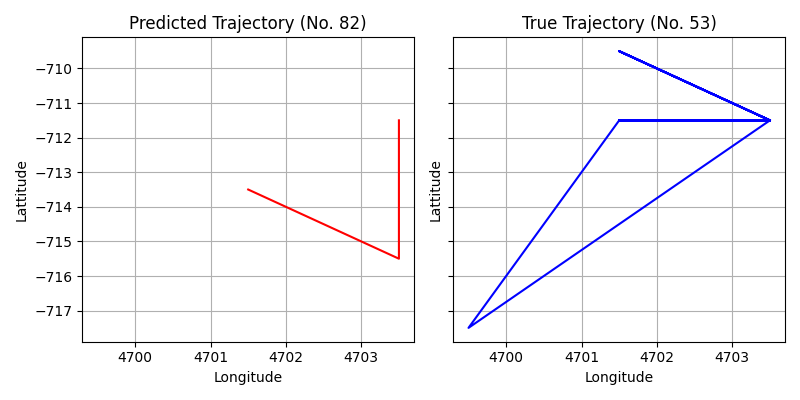 Predicted Trajectory (No. 82)
True Trajectory (No. 53)
−710
−711
−712
−713
−714
−715
−716
−717
Lattitude
Lattitude
4700
4701
4702
4703
4700
4701
4702
4703
Longitude
Longitude